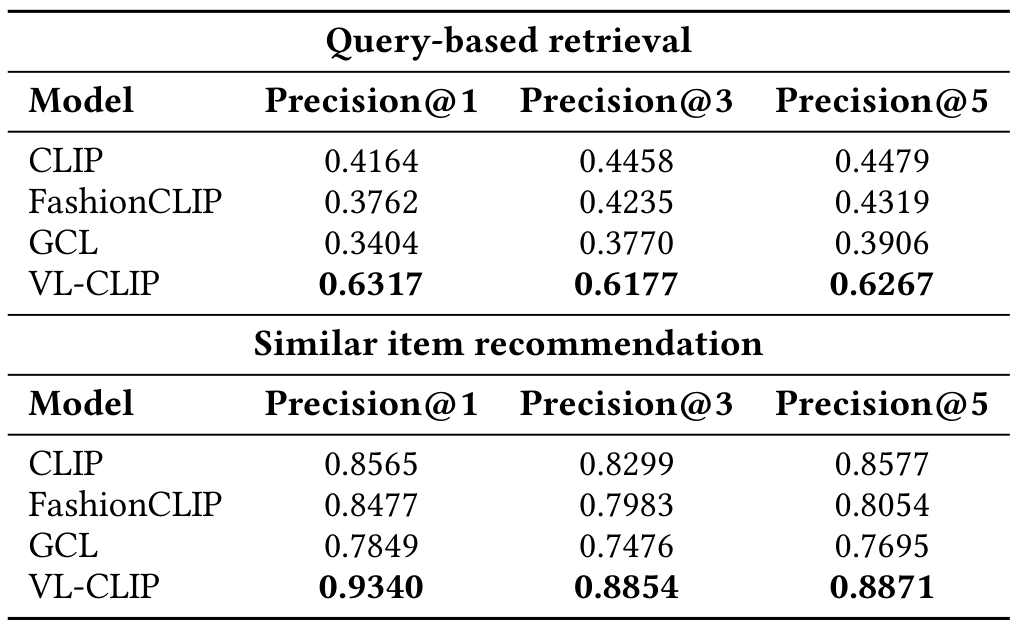 Query-based retrieval
Model Precision@1 Precision@3 Precision@5
CLIP 0.4164 0.4458 0.4479
FashionCLIP 0.3762 0.4235 0.4319
GCL 0.3404 0.3770 0.3906
VL-CLIP 0.6317 0.6177 0.6267
Similar item recommendation
Model Precision@1 Precision@3 Precision@5
CLIP 0.8565 0.8299 0.8577
FashionCLIP 0.8477 0.7983 0.8054
GCL 0.7849 0.7476 0.7695
VL-CLIP 0.9340 0.8854 0.8871